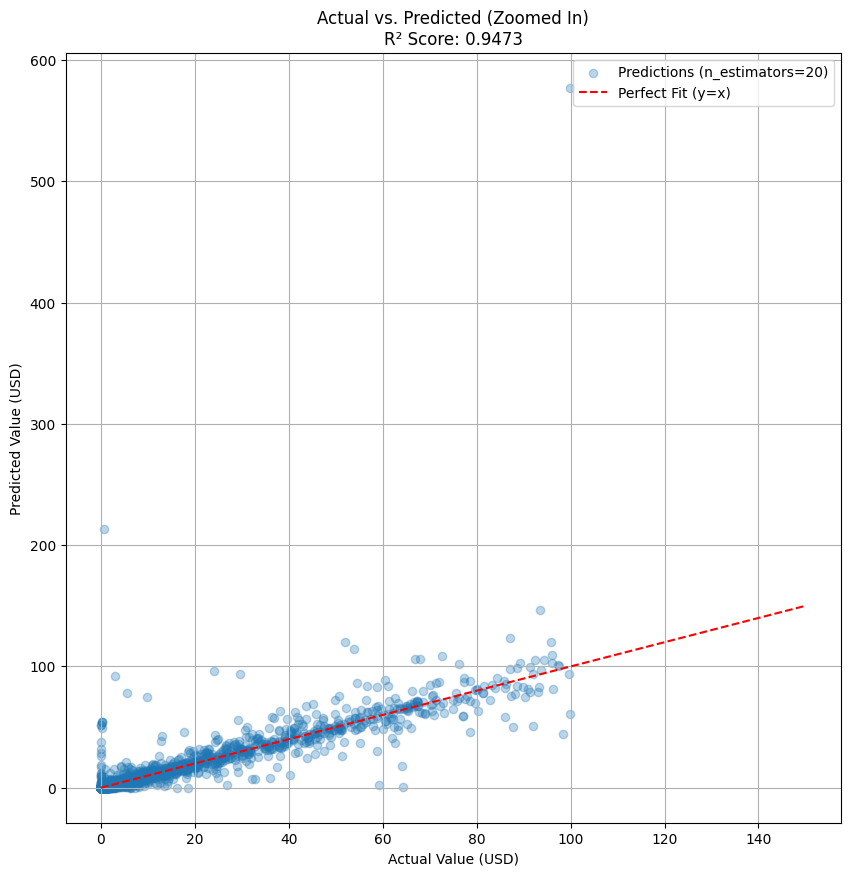 Actual vs. Predicted (Zoomed In)
R² Score: 0.9473
Predictions (n_estimators=20)
Perfect Fit (y=x)
600
500
400
300
200
100
0
Predicted Value (USD)
0 20 40 60 80 100 120 140
Actual Value (USD)